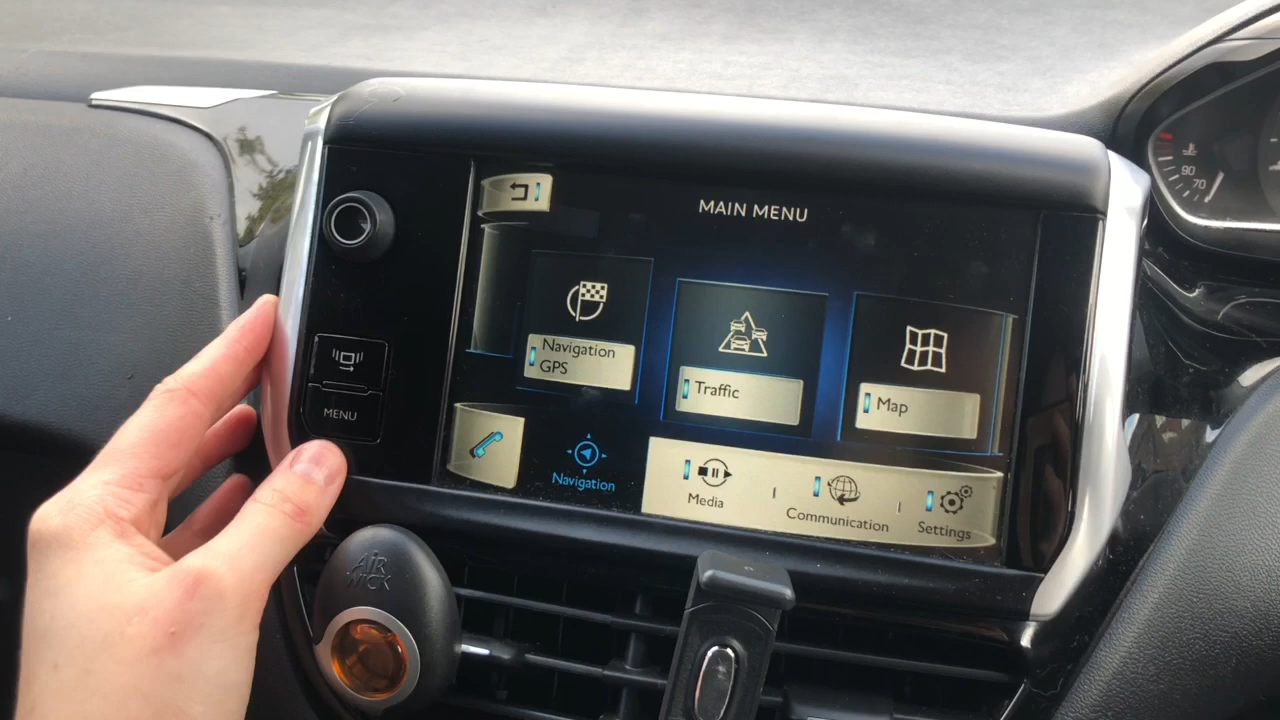 MAIN MENU
Navigation
GPS
Traffic
Map
MENU
Navigation
Media
Communication
Settings
AIR
WICK
90
70